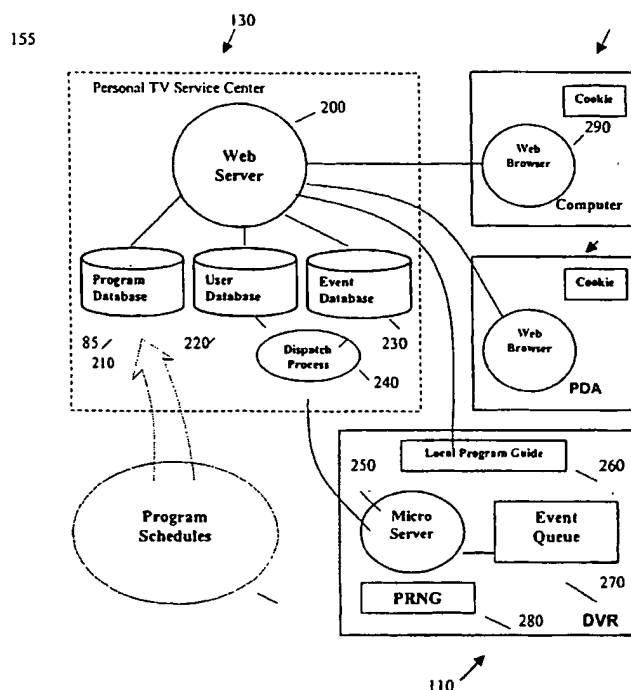 130
155
Personal TV Service Center
200
Web
Server
Program
Database
User
Database
Event
Database
85
210
220
230
Dispatch
Process
240
Program
Schedules
Cookie
290
Web
Browser
Computer
Cookie
Web
Browser
PDA
Local Program Guide
250
260
Micro
Server
Event
Queue
270
PRNG
280
DVR
110